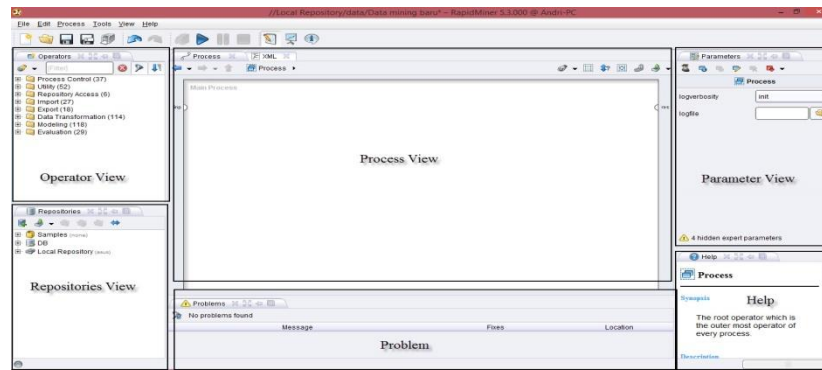 //Local Repository/data/Data mining baru* – RapidMiner 5.3.000 @ Andri-PC
File Edit Process Tools View Help
Operators
[Filter]
Process Control (37)
Utility (52)
Repository Access (6)
Import (27)
Export (18)
Data Transformation (114)
Modeling (118)
Evaluation (29)
Operator View
Repositories
Samples (none)
DB
Local Repository
Repositories View
Process XML
Process
Main Process
Process View
Problems
No problems found
Message Fixes Location
Problem
Parameters
Process
logverbosity init
logfile
Parameter View
4 hidden expert parameters
Help
Process
Synopsis
Help
The root operator which is
the outer most operator of
every process.
Description